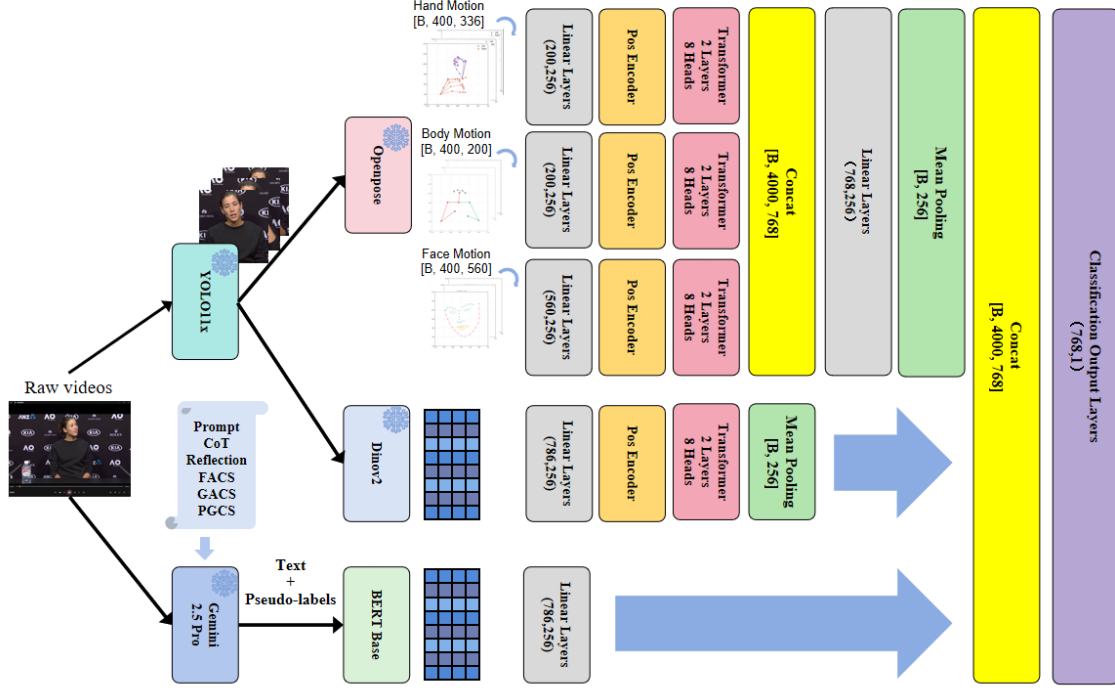 Hand Motion
[B, 400, 336]
Linear Layers
(200,256)
Pos Encoder
Transformer
2 Layers
8 Heads
Body Motion
[B, 400, 200]
Linear Layers
(200,256)
Pos Encoder
Transformer
2 Layers
8 Heads
Face Motion
[B, 400, 560]
Linear Layers
(560,256)
Pos Encoder
Transformer
2 Layers
8 Heads
Concat
[B, 4000, 768]
Linear Layers
(768,256)
Mean Pooling
[B, 256]
Concat
[B, 4000, 768]
Classification Output Layers
(768,1)
Openpose
KIA
YOLO11x
Raw videos
AO
KIA
Prompt
CoT
Reflection
FACS
GACS
PGCS
Dinov2
Linear Layers
(786,256)
Pos Encoder
Transformer
2 Layers
8 Heads
Mean Pooling
[B, 256]
Gemini
2.5 Pro
Text
+
Pseudo-labels
BERT Base
Linear Layers
(786,256)